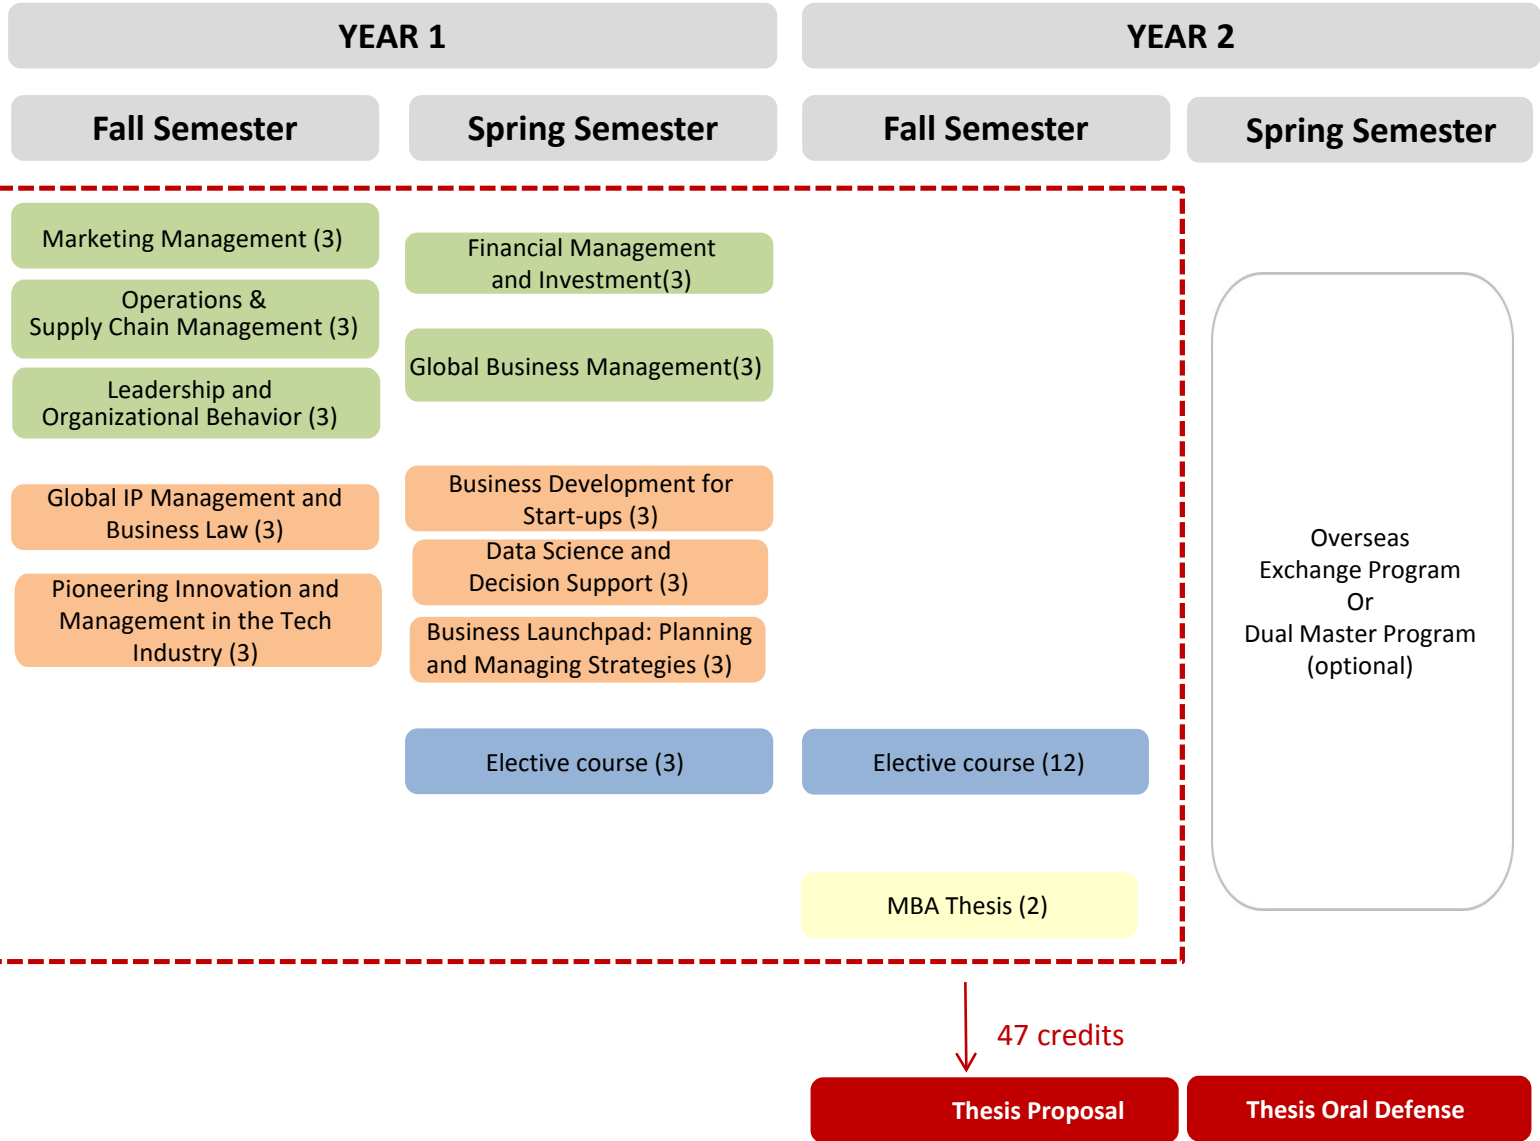 YEAR 1
YEAR 2
Fall Semester
Spring Semester
Fall Semester
Spring Semester
Marketing Management (3)
Operations &
Supply Chain Management (3)
Leadership and
Organizational Behavior (3)
Global IP Management and
Business Law (3)
Pioneering Innovation and
Management in the Tech
Industry (3)
Financial Management
and Investment(3)
Global Business Management(3)
Business Development for
Start-ups (3)
Data Science and
Decision Support (3)
Business Launchpad: Planning
and Managing Strategies (3)
Elective course (3)
Elective course (12)
MBA Thesis (2)
Overseas
Exchange Program
Or
Dual Master Program
(optional)
47 credits
Thesis Proposal
Thesis Oral Defense